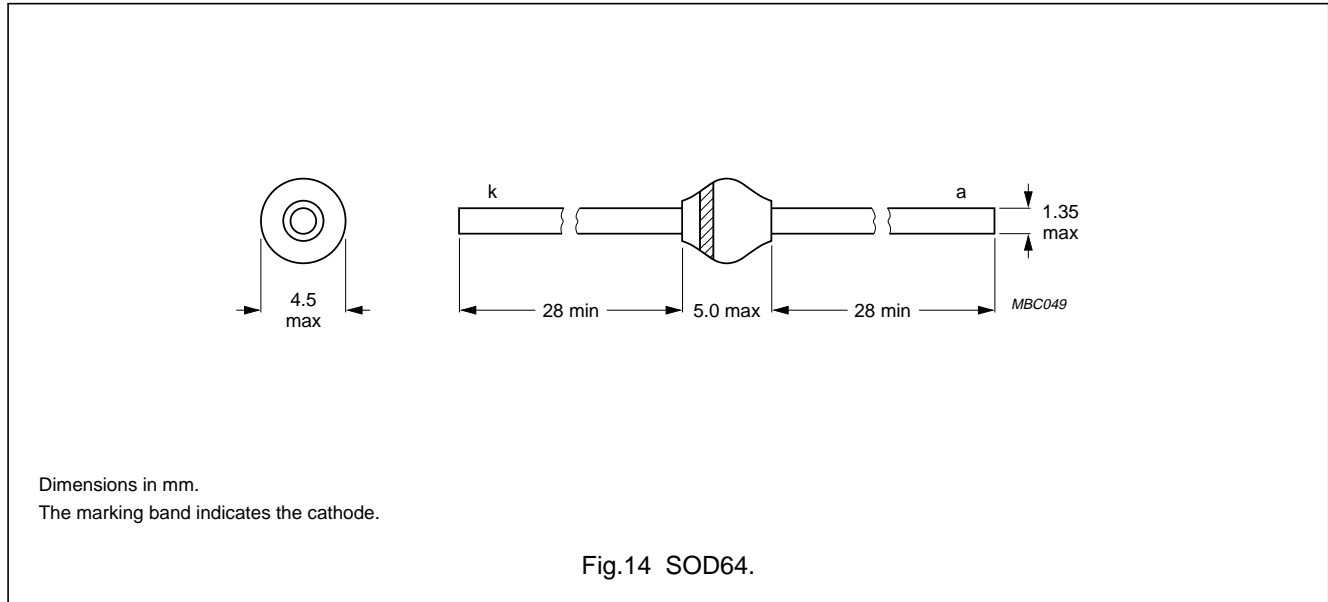 k
a
1.35
max
4.5
max
28 min
5.0 max
28 min
MBC049
Dimensions in mm.
The marking band indicates the cathode.
Fig.14 SOD64.